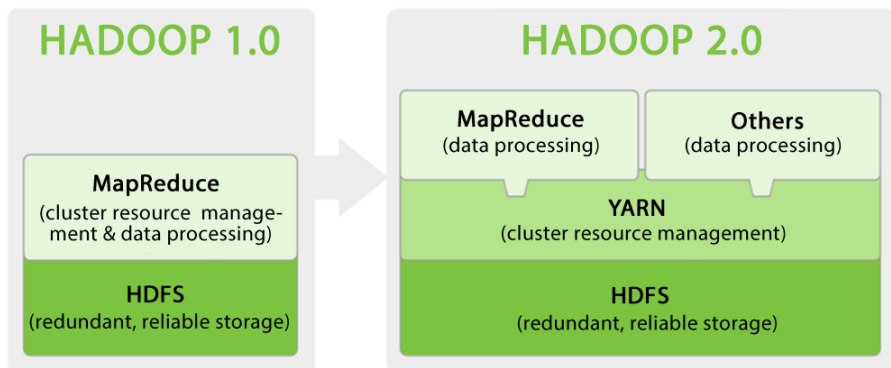 HADOOP 1.0
MapReduce
(cluster resource manage-
ment & data processing)
HDFS
(redundant, reliable storage)
HADOOP 2.0
MapReduce
(data processing)
Others
(data processing)
YARN
(cluster resource management)
HDFS
(redundant, reliable storage)